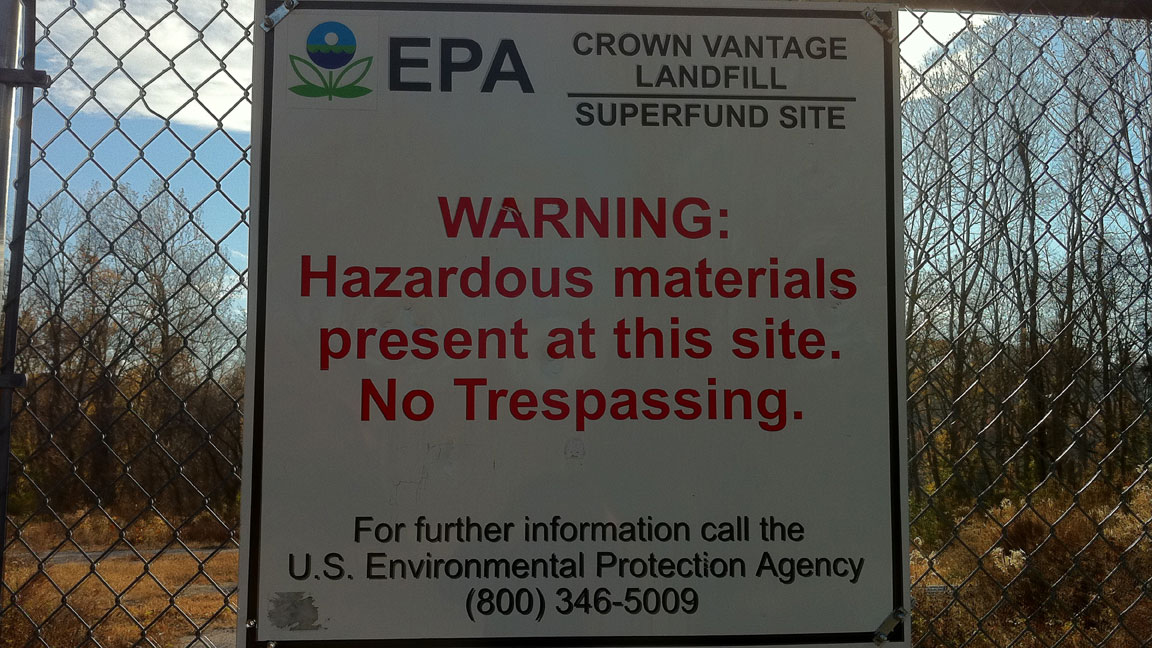 EPA
CROWN VANTAGE
LANDFILL
SUPERFUND SITE
WARNING:
Hazardous materials
present at this site.
No Trespassing.
For further information call the
U.S. Environmental Protection Agency
(800) 346-5009